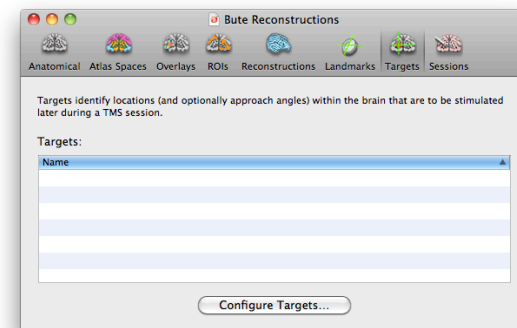 Bute Reconstructions
Anatomical Atlas Spaces Overlays ROIs Reconstructions Landmarks Targets Sessions
Targets identify locations (and optionally approach angles) within the brain that are to be stimulated
later during a TMS session.
Targets:
Name
Configure Targets...